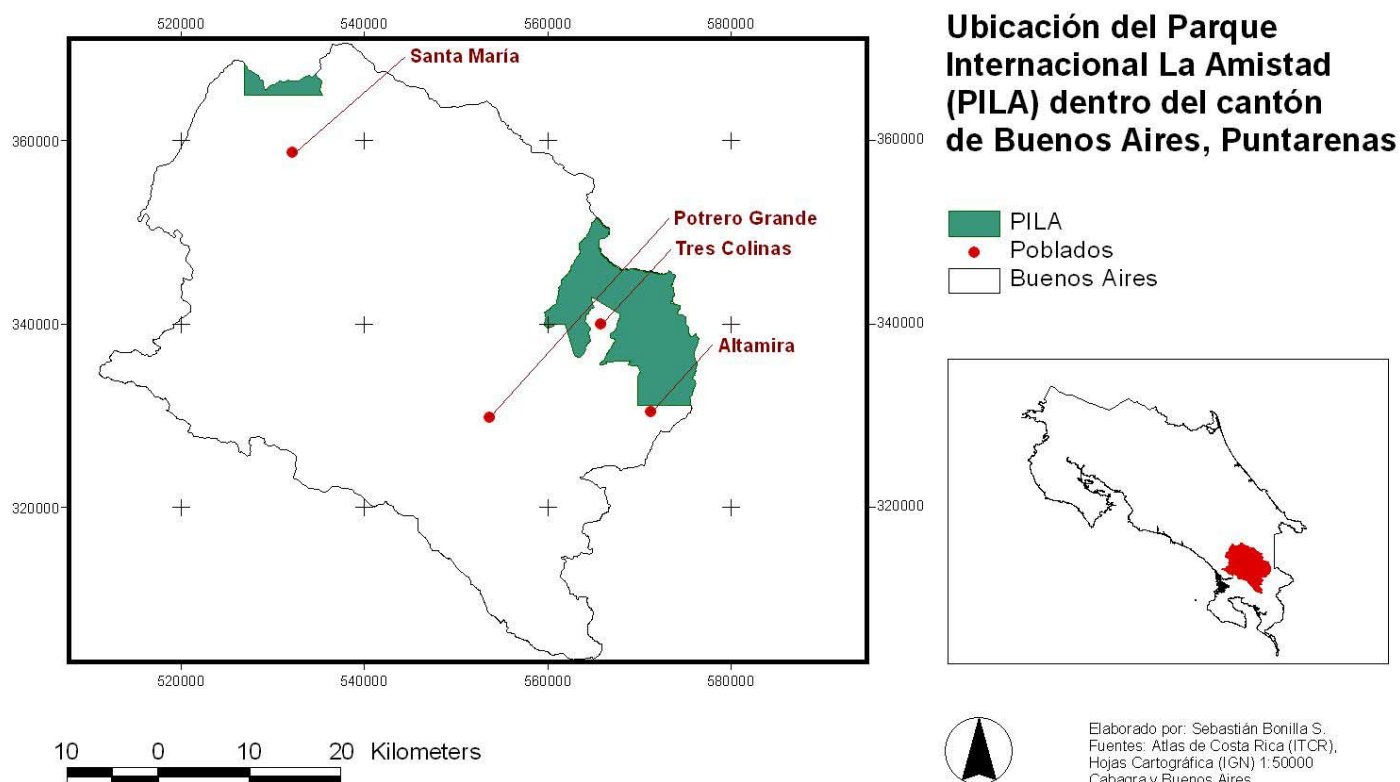 520000 540000 560000 580000
Ubicación del Parque
Internacional La Amistad
(PILA) dentro del cantón
de Buenos Aires, Puntarenas
Santa María
360000 360000
Potrero Grande
Tres Colinas
PILA
Poblados
Buenos Aires
340000 340000
Altamira
320000 320000
520000 540000 560000 580000
10 0 10 20 Kilometers
Elaborado por: Sebastián Bonilla S.
Fuentes: Atlas de Costa Rica (ITCR),
Hojas Cartográfica (IGN) 1:50000
Cabagra y Buenos Aires